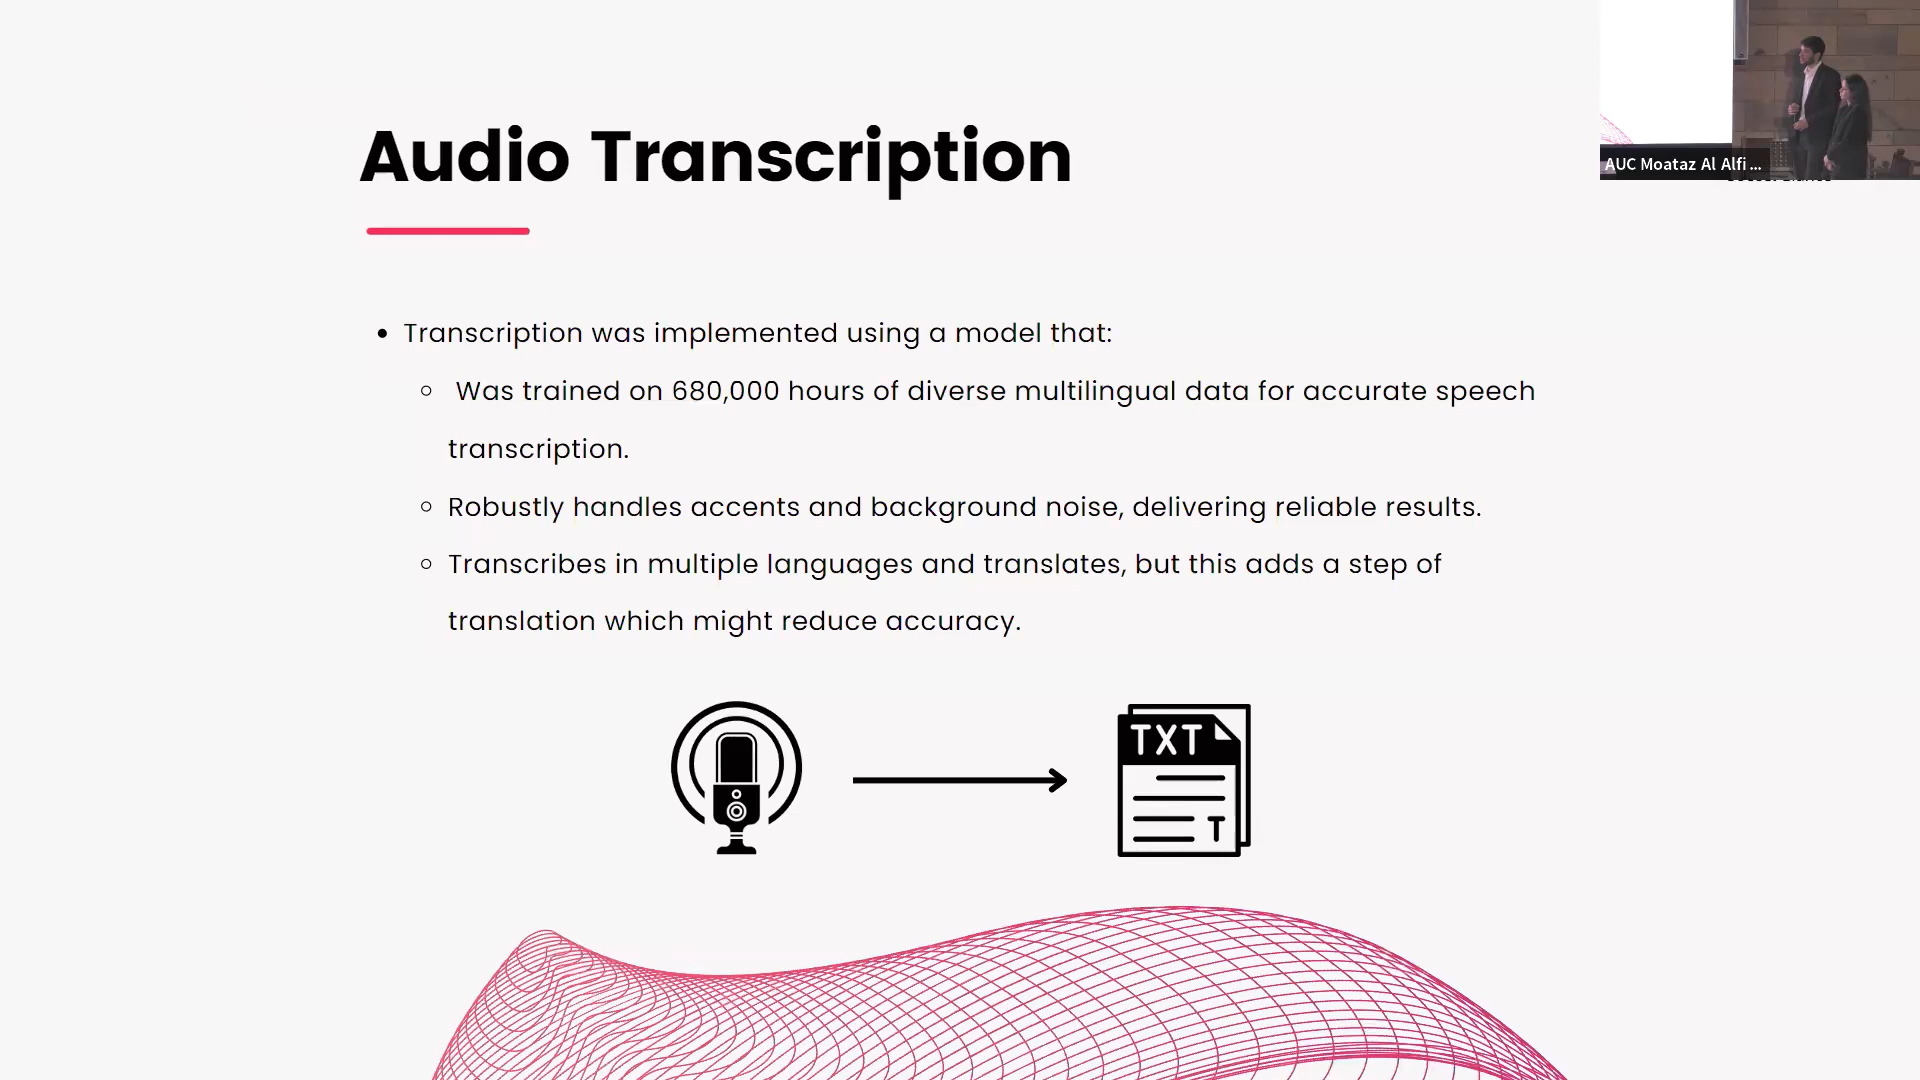 Audio Transcription
AUC Moataz Al Alfi ...
• Transcription was implemented using a model that:
○ Was trained on 680,000 hours of diverse multilingual data for accurate speech
transcription.
○ Robustly handles accents and background noise, delivering reliable results.
○ Transcribes in multiple languages and translates, but this adds a step of
translation which might reduce accuracy.
TXT
T